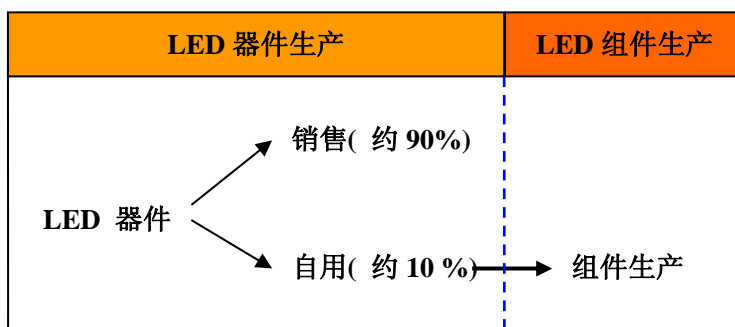 LED 器件生产
LED 组件生产
销售( 约 90%)
LED 器件
自用( 约 10 %)
组件生产